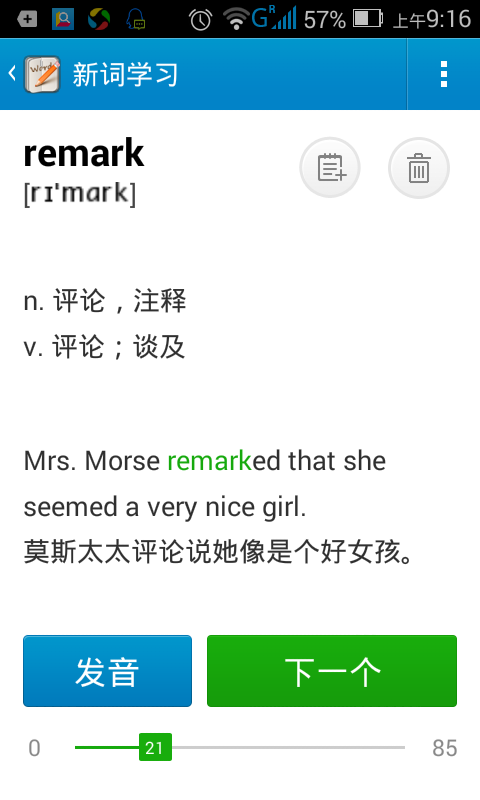 G R 57% 上午9:16
Words
新词学习
remark
[rɪ'mɑrk]
n. 评论，注释
v. 评论；谈及
Mrs. Morse remarked that she
seemed a very nice girl.
莫斯太太评论说她像是个好女孩。
发音 下一个
0 21 85